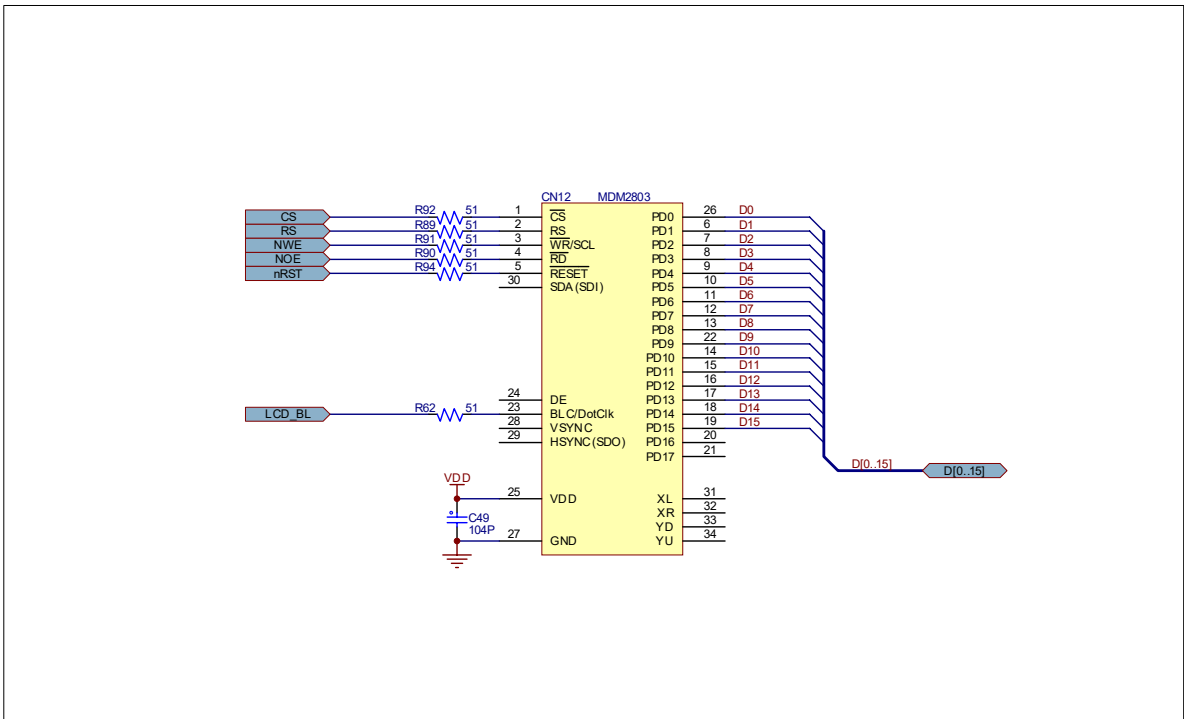 CN12 MDM2803
CS R92 51 1 CS PD0 26 D0
RS R89 51 2 RS PD1 6 D1
NWE R91 51 3 WR/SCL PD2 7 D2
NOE R90 51 4 RD PD3 8 D3
nRST R94 51 5 RESET PD4 9 D4
30 SDA(SDI) PD5 10 D5
PD6 11 D6
PD7 12 D7
PD8 13 D8
PD9 22 D9
PD10 14 D10
PD11 15 D11
PD12 16 D12
24 DE PD13 17 D13
LCD_BL R62 51 23 BLC/DotClk PD14 18 D14
28 VSYNC PD15 19 D15
29 HSYNC(SDO) PD16 20
PD17 21
D[0..15] D[0..15]
VDD
25 VDD XL 31
XR 32
C49
104P
YD 33
27 GND YU 34